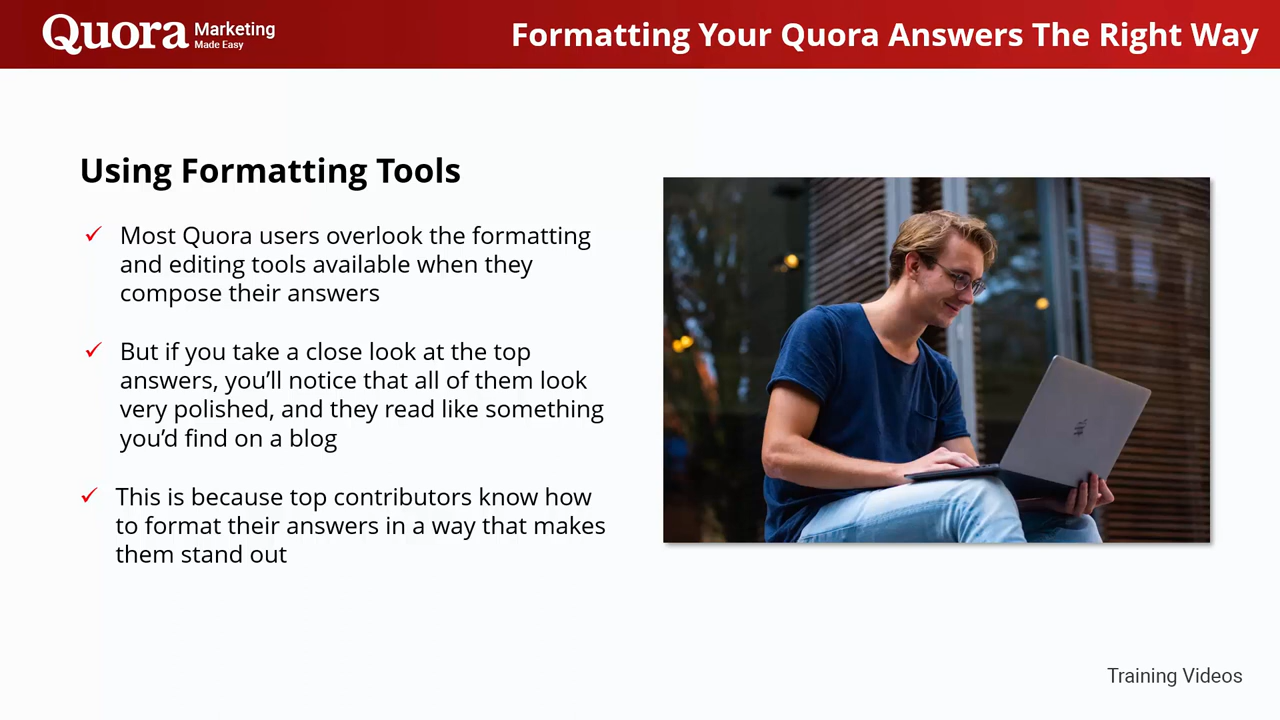 Quora Marketing
Made Easy
Formatting Your Quora Answers The Right Way
Using Formatting Tools
Most Quora users overlook the formatting
and editing tools available when they
compose their answers
But if you take a close look at the top
answers, you’ll notice that all of them look
very polished, and they read like something
you’d find on a blog
This is because top contributors know how
to format their answers in a way that makes
them stand out
Training Videos